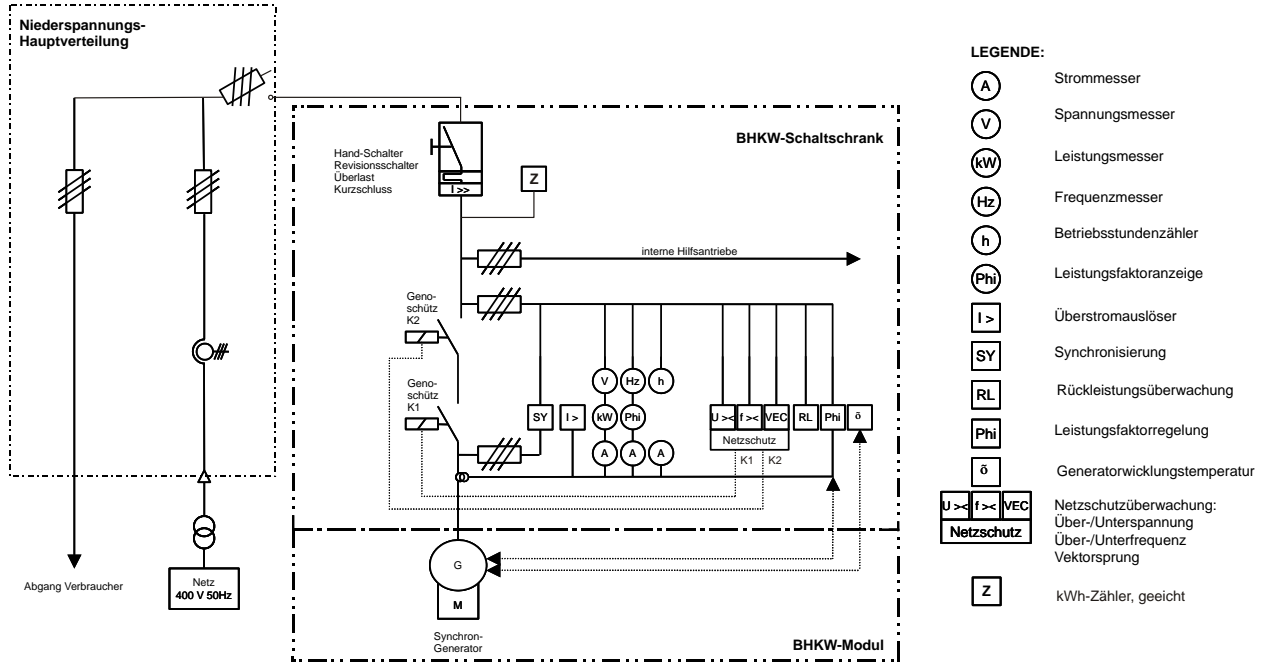 Niederspannungs-
Hauptverteilung
BHKW-Schaltschrank
Hand-Schalter
Revisionsschalter
Überlast
Kurzschluss
I >>
Z
interne Hilfsantriebe
Geno-
schütz
K2
Geno-
schütz
K1
V
Hz
h
SY
I >
kW
Phi
U ><
f ><
VEC
RL
Phi
õ
Netzschutz
A
A
A
K1
K2
G
M
Synchron-
Generator
BHKW-Modul
Abgang Verbraucher
Netz
400 V 50Hz
LEGENDE:
A Strommesser
V Spannungsmesser
kW Leistungsmesser
Hz Frequenzmesser
h Betriebsstundenzähler
Phi Leistungsfaktoranzeige
I > Überstromauslöser
SY Synchronisierung
RL Rückleistungsüberwachung
Phi Leistungsfaktorregelung
õ Generatorwicklungstemperatur
U >< f >< VEC
Netzschutz
Netzschutzüberwachung:
Über-/Unterspannung
Über-/Unterfrequenz
Vektorsprung
Z kWh-Zähler, geeicht